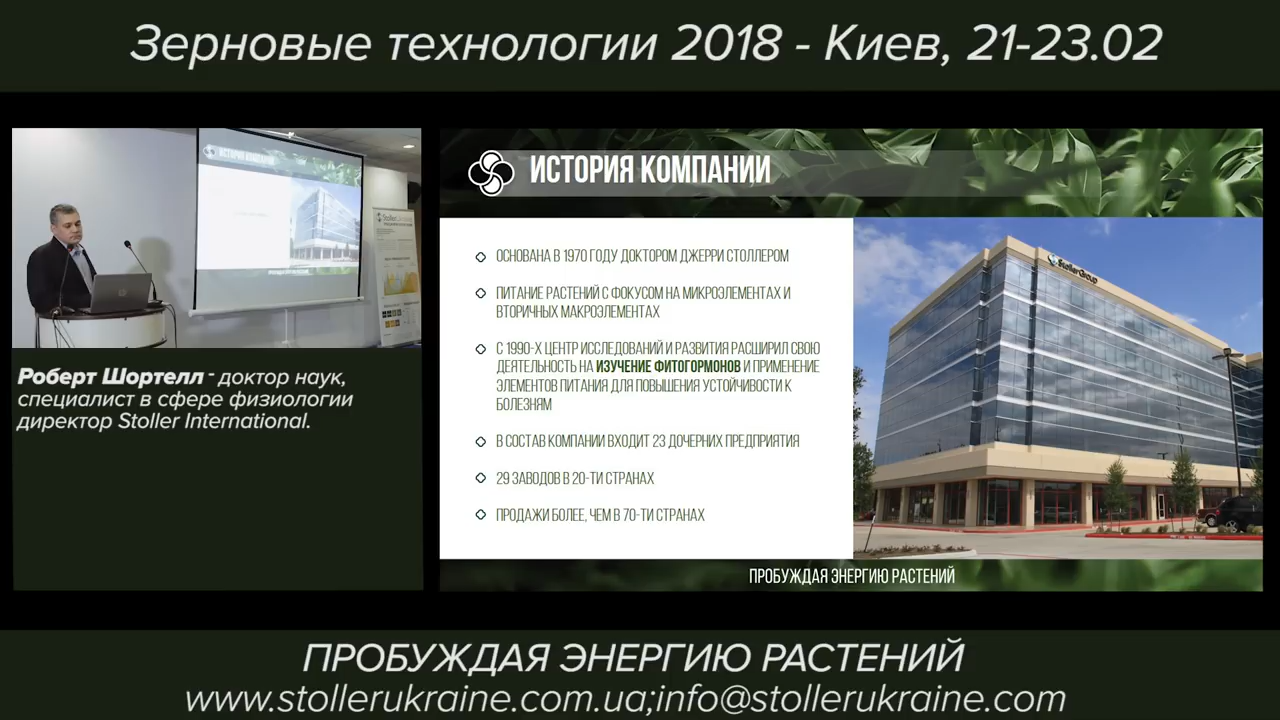 Зерновые технологии 2018 - Киев, 21-23.02
ИСТОРИЯ КОМПАНИИ
Роберт Шортелл - доктор наук,
специалист в сфере физиологии
директор Stoller International.
ИСТОРИЯ КОМПАНИИ
ОСНОВАНА В 1970 ГОДУ ДОКТОРОМ ДЖЕРРИ СТОЛЛЕРОМ
ПИТАНИЕ РАСТЕНИЙ С ФОКУСОМ НА МИКРОЭЛЕМЕНТАХ И
ВТОРИЧНЫХ МАКРОЭЛЕМЕНТАХ
С 1990-Х ЦЕНТР ИССЛЕДОВАНИЙ И РАЗВИТИЯ РАСШИРИЛ СВОЮ
ДЕЯТЕЛЬНОСТЬ НА ИЗУЧЕНИЕ ФИТОГОРМОНОВ И ПРИМЕНЕНИЕ
ЭЛЕМЕНТОВ ПИТАНИЯ ДЛЯ ПОВЫШЕНИЯ УСТОЙЧИВОСТИ К
БОЛЕЗНЯМ
В СОСТАВ КОМПАНИИ ВХОДИТ 23 ДОЧЕРНИХ ПРЕДПРИЯТИЯ
29 ЗАВОДОВ В 20-ТИ СТРАНАХ
ПРОДАЖИ БОЛЕЕ, ЧЕМ В 70-ТИ СТРАНАХ
StollerGroup
ПРОБУЖДАЯ ЭНЕРГИЮ РАСТЕНИЙ
ПРОБУЖДАЯ ЭНЕРГИЮ РАСТЕНИЙ
www.stollerukraine.com.ua;info@stollerukraine.com